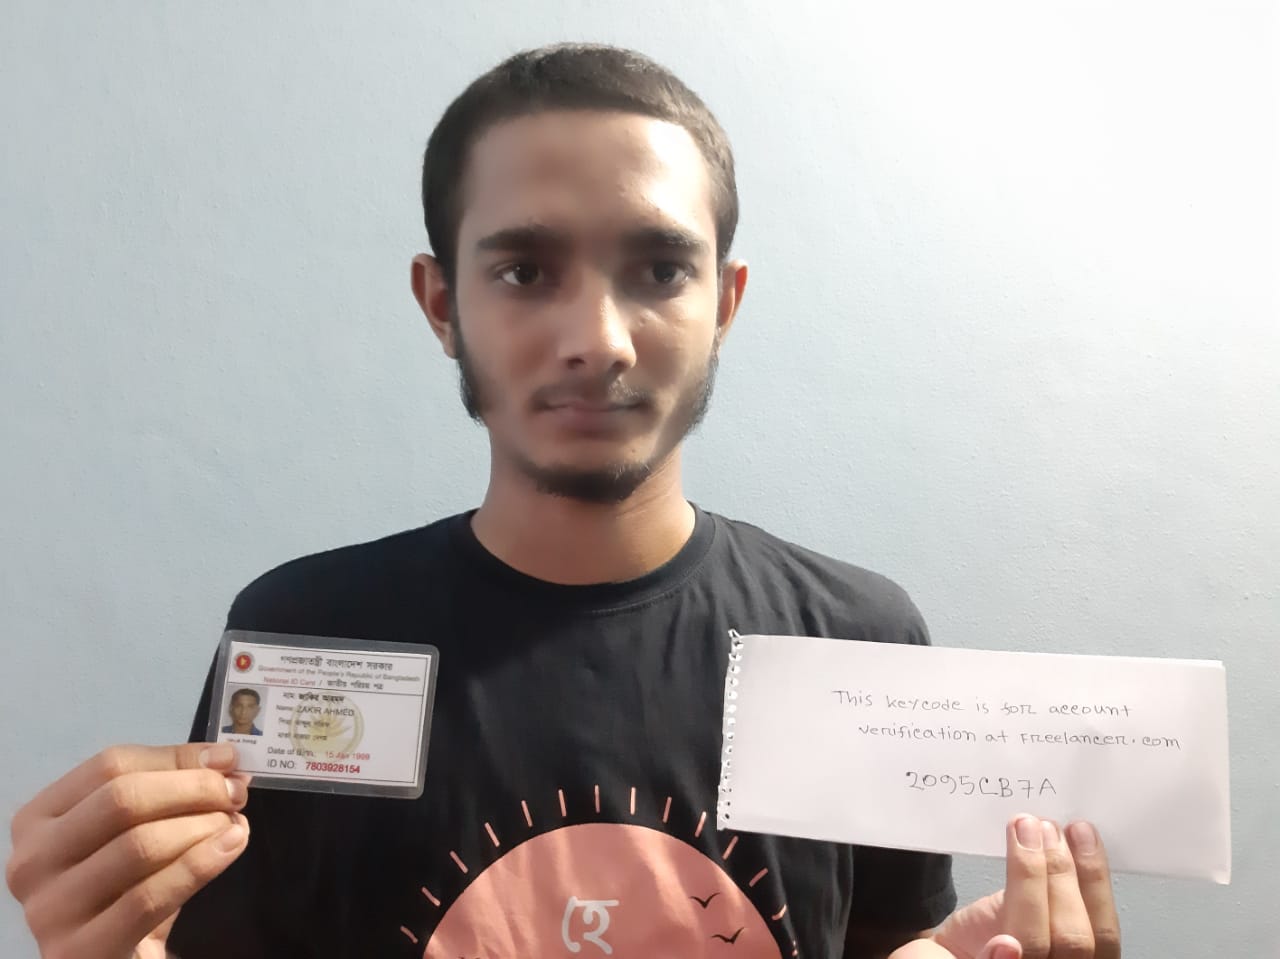 গণপ্রজাতন্ত্রী বাংলাদেশ সরকার
Government of the People's Republic of Bangladesh
National ID Card / জাতীয় পরিচয় পত্র
নাম: জাকির আহমদ
Name: ZAKIR AHMED
পিতা:
মাতা:
Date of Birth: 15 1999
ID NO: 7803928154
This keycode is for account
verification at Freelancer.com
2095CB7A
হে